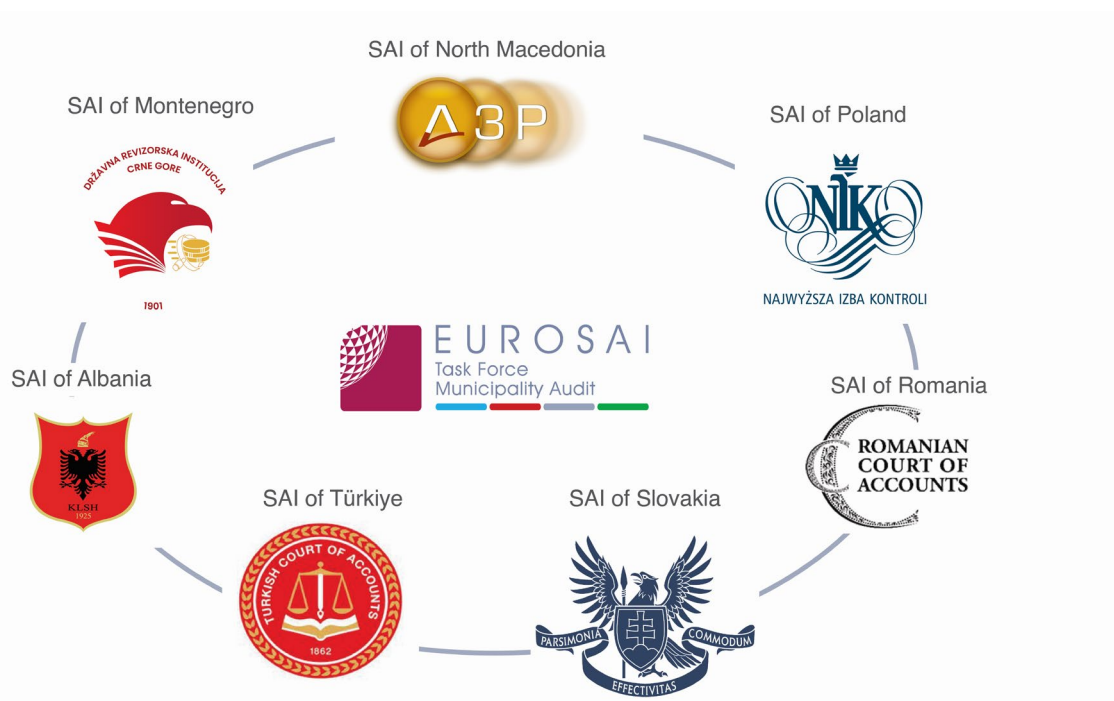 SAI of North Macedonia
ДЗР
SAI of Montenegro
DRŽAVNA REVIZORSKA INSTITUCIJA
CRNE GORE
1901
SAI of Poland
NIK
NAJWYŻSZA IZBA KONTROLI
EUROSAI
Task Force
Municipality Audit
SAI of Albania
KLSH
1925
SAI of Romania
ROMANIAN
COURT OF
ACCOUNTS
SAI of Türkiye
TURKISH COURT OF ACCOUNTS
1862
SAI of Slovakia
PARSIMONIA
COMMODUM
EFFECTIVITAS